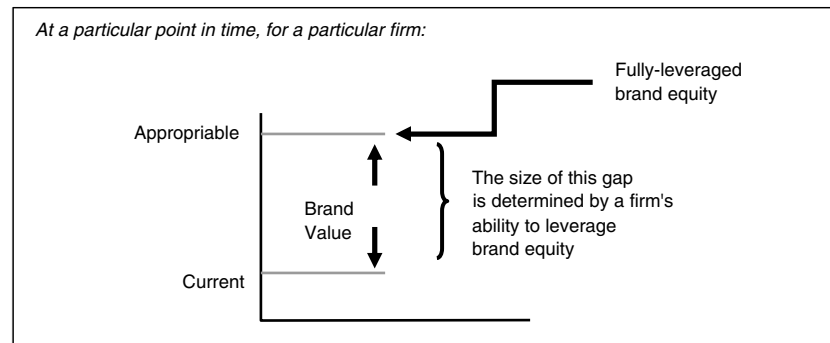 At a particular point in time, for a particular firm:
Fully-leveraged
brand equity
Appropriable
The size of this gap
is determined by a firm's
ability to leverage
brand equity
Brand
Value
Current